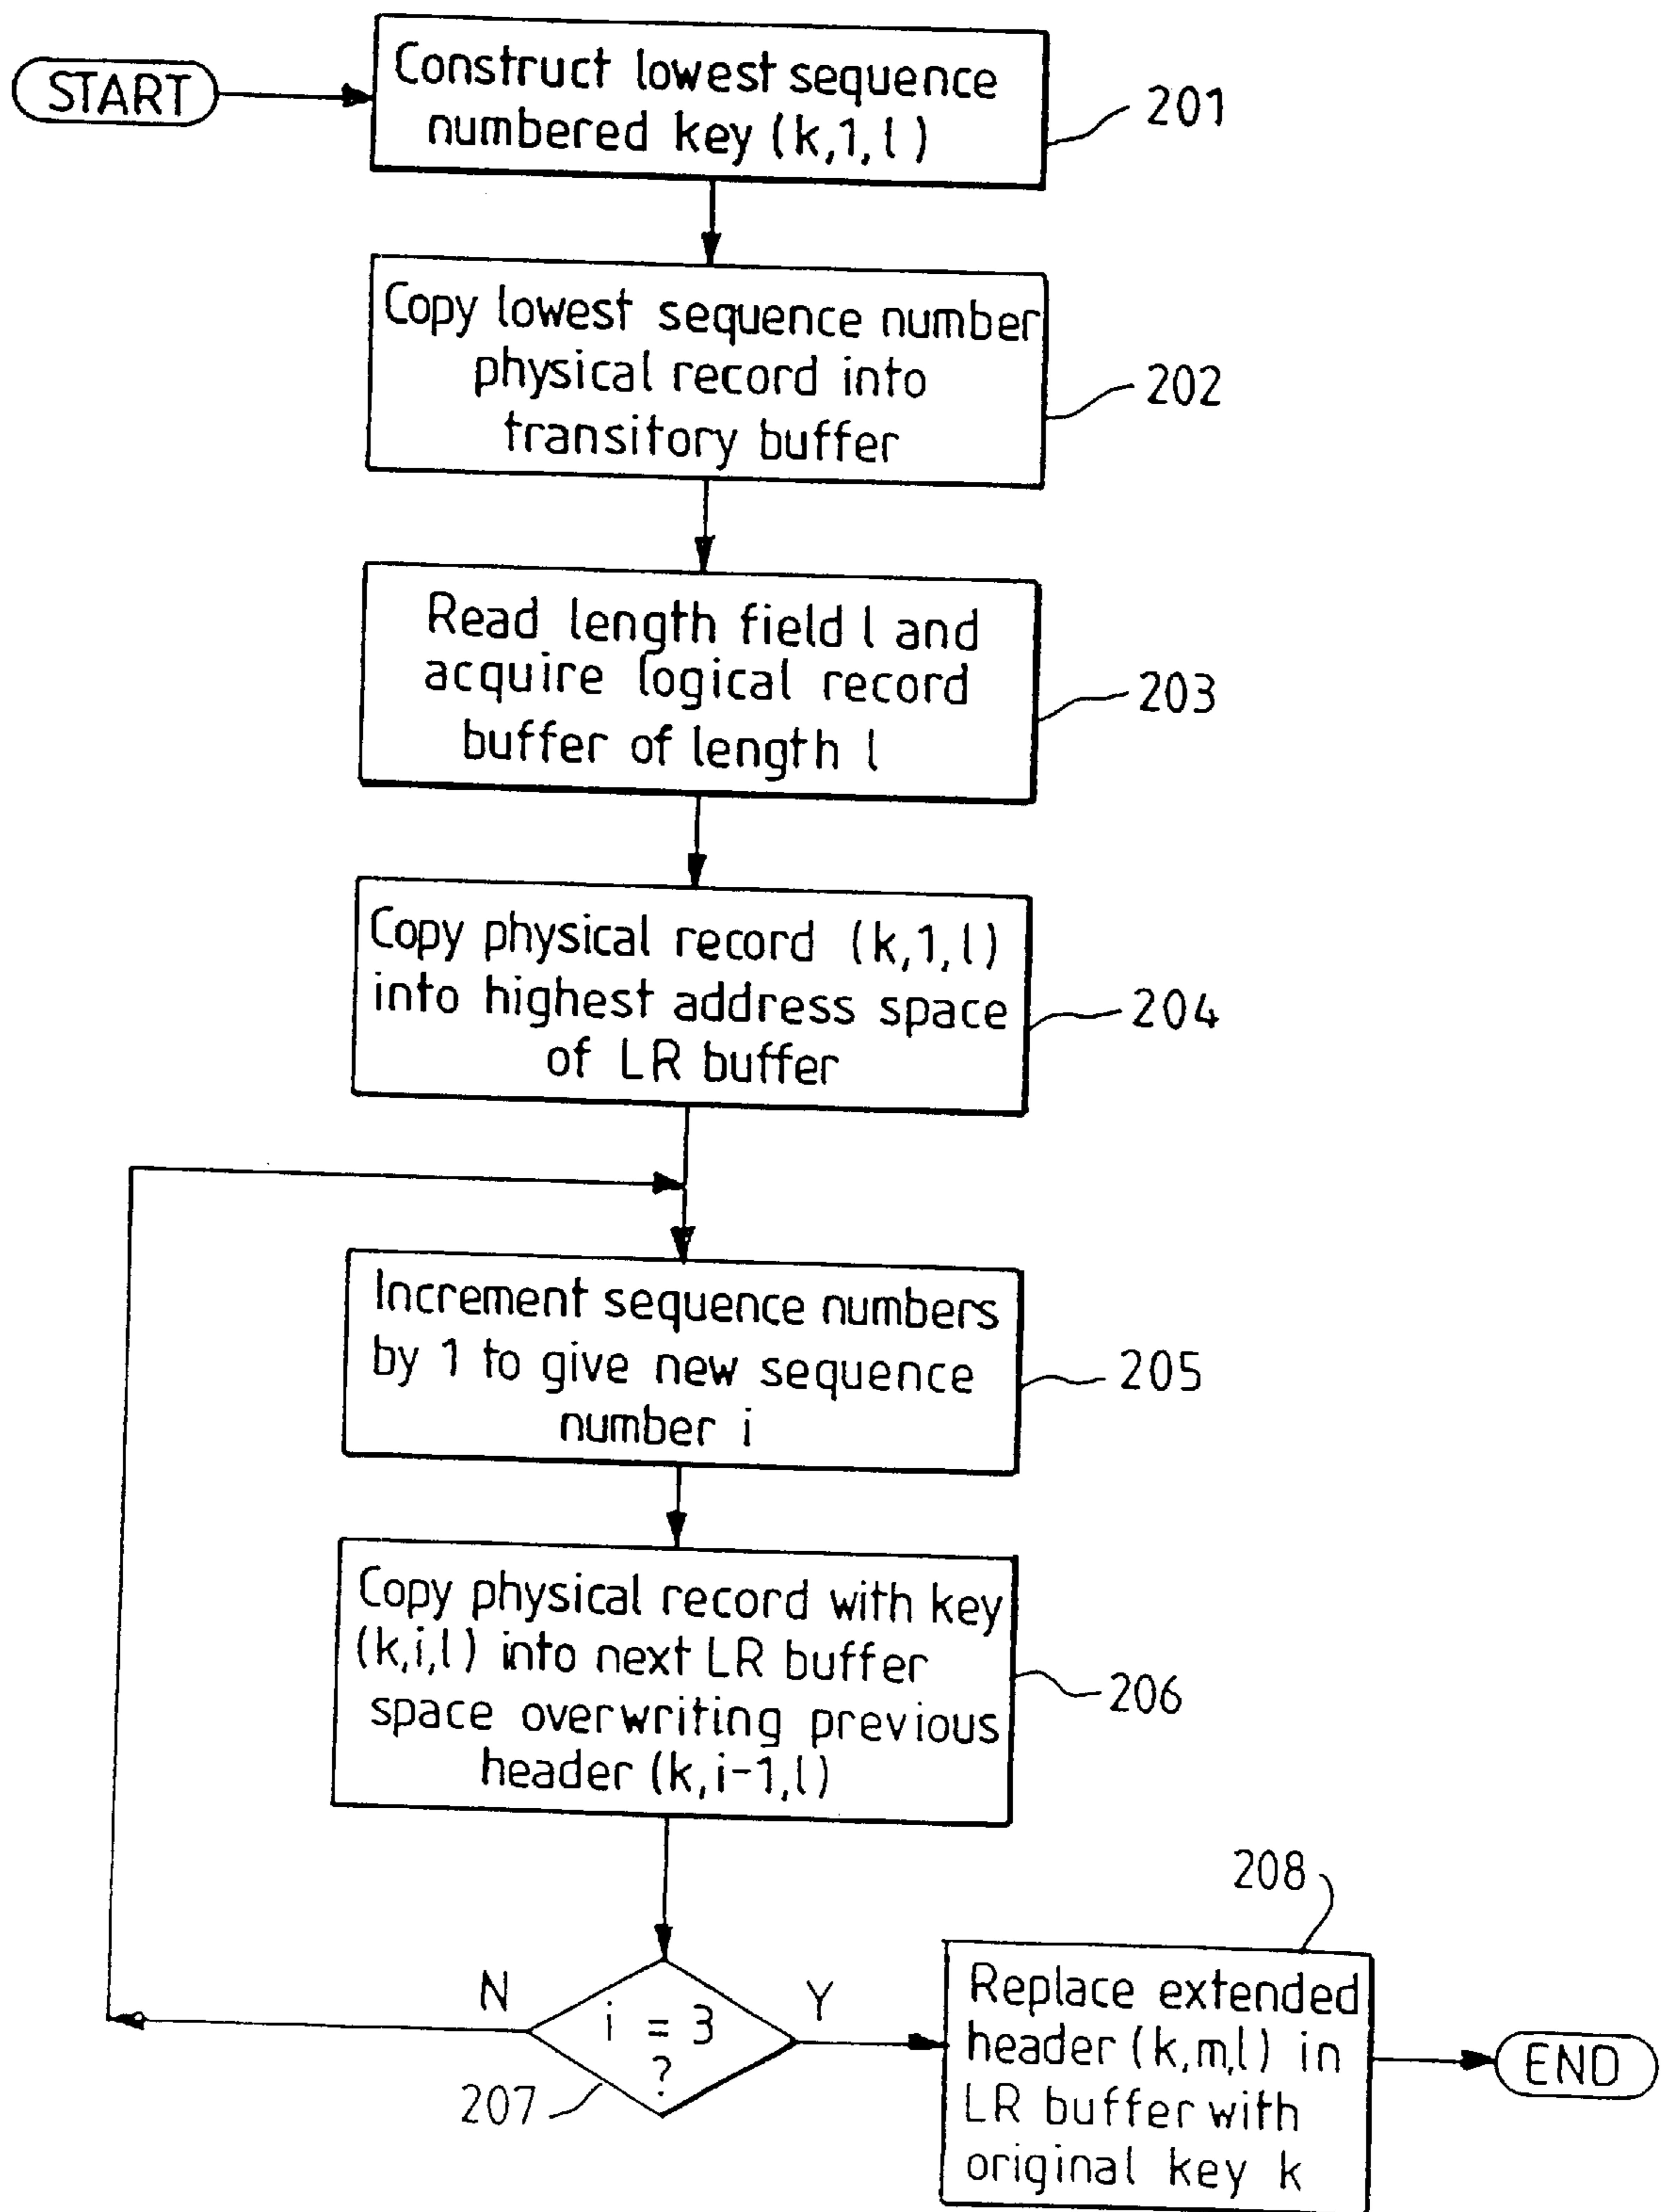 START
Construct lowest sequence
numbered key (k,1,l)
201
Copy lowest sequence number
physical record into
transitory buffer
202
Read length field l and
acquire logical record
buffer of length l
203
Copy physical record (k,1,l)
into highest address space
of LR buffer
204
Increment sequence numbers
by 1 to give new sequence
number i
205
Copy physical record with key
(k,i,l) into next LR buffer
space overwriting previous
header (k,i-1,l)
206
N
i = 3
?
Y
207
208
Replace extended
header (k,m,l) in
LR buffer with
original key k
END